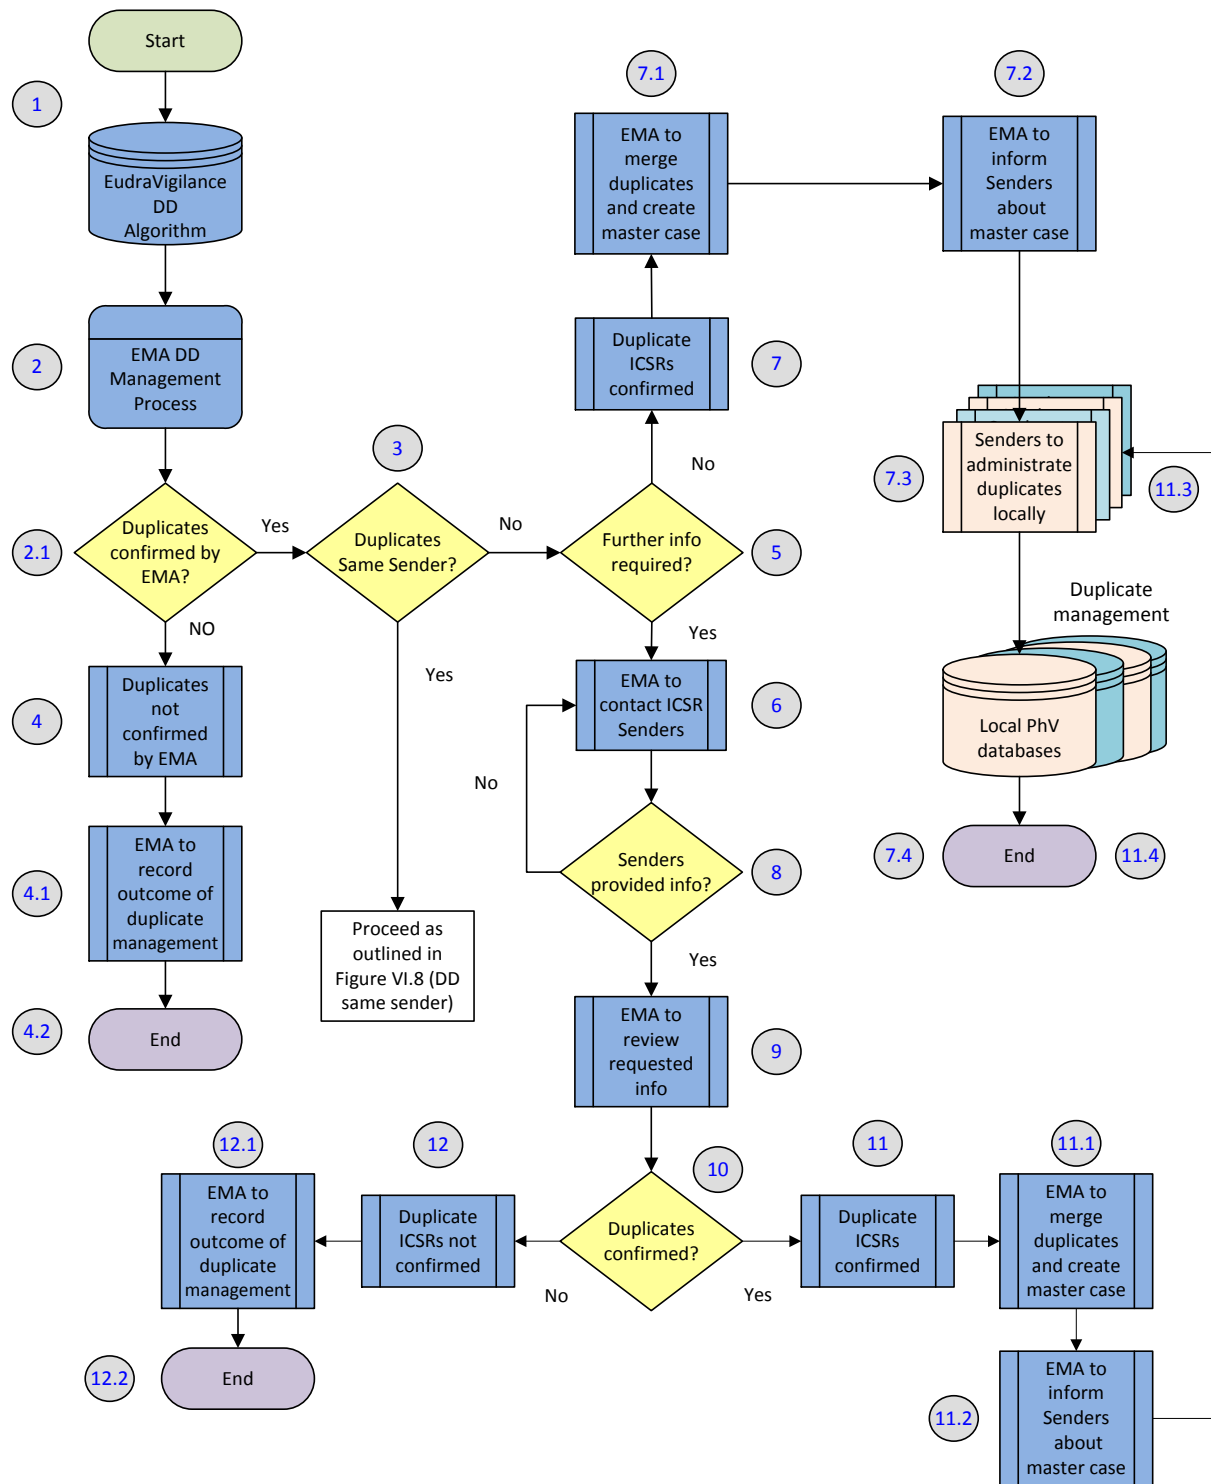 Start
1
EudraVigilance
DD
Algorithm
2
EMA DD
Management
Process
2.1
Duplicates
confirmed by
EMA?
Yes
NO
3
Duplicates
Same Sender?
No
Yes
Proceed as
outlined in
Figure VI.8 (DD
same sender)
4
Duplicates
not
confirmed
by EMA
4.1
EMA to
record
outcome of
duplicate
management
4.2
End
5
Further info
required?
No
Yes
7
Duplicate
ICSRs
confirmed
7.1
EMA to
merge
duplicates
and create
master case
7.2
EMA to
inform
Senders
about
master case
7.3
Senders to
administrate
duplicates
locally
11.3
Duplicate
management
Local PhV
databases
7.4
End
11.4
6
EMA to
contact ICSR
Senders
No
8
Senders
provided info?
Yes
9
EMA to
review
requested
info
10
Duplicates
confirmed?
No
Yes
12
Duplicate
ICSRs not
confirmed
12.1
EMA to
record
outcome of
duplicate
management
12.2
End
11
Duplicate
ICSRs
confirmed
11.1
EMA to
merge
duplicates
and create
master case
11.2
EMA to
inform
Senders
about
master case